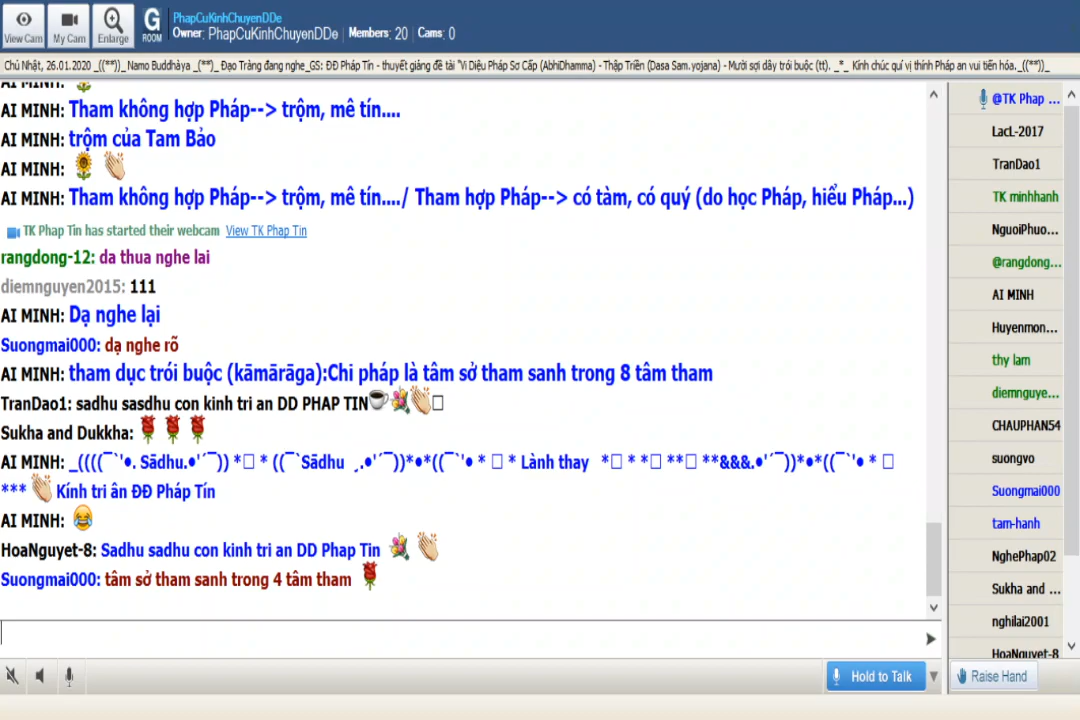 View Cam
My Cam
Enlarge
G
ROOM
PhapCuKinhChuyenDDe
Owner: PhapCuKinhChuyenDDe Members: 20 Cams: 0
Chủ Nhật, 26.01.2020 _((**))_ Namo Buddhàya _(**)_ Đạo Tràng đang nghe_GS: ĐĐ Pháp Tín - thuyết giảng đề tài "Vi Diệu Pháp Sơ Cấp (AbhiDhamma) - Thập Triền (Dasa Sam.yojana) - Mười sợi dây trói buộc (tt). _*_ Kính chúc quí vị thính Pháp an vui tiến hóa._((**))_
AI MINH:
AI MINH: Tham không hợp Pháp--> trộm, mê tín....
AI MINH: trộm của Tam Bảo
AI MINH:
AI MINH: Tham không hợp Pháp--> trộm, mê tín..../ Tham hợp Pháp--> có tàm, có quý (do học Pháp, hiểu Pháp...)
TK Phap Tin has started their webcam View TK Phap Tin
rangdong-12: da thua nghe lai
diemnguyen2015: 111
AI MINH: Dạ nghe lại
Suongmai000: dạ nghe rõ
AI MINH: tham dục trói buộc (kāmārāga):Chi pháp là tâm sở tham sanh trong 8 tâm tham
TranDao1: sadhu sasdhu con kinh tri an DD PHAP TIN
Sukha and Dukkha:
AI MINH: _((((¯`'•. Sādhu.•'´¯)) *□ * ((¯`Sādhu ¸.•'´¯))*•*((¯`'• * □ * Lành thay *□ * *□ **□ **&&&.•'´¯))*•*((¯`'• * □
*** Kính tri ân ĐĐ Pháp Tín
AI MINH:
HoaNguyet-8: Sadhu sadhu con kinh tri an DD Phap Tin
Suongmai000: tâm sở tham sanh trong 4 tâm tham
@TK Phap ...
LacL-2017
TranDao1
TK minhhanh
NguoiPhuo...
@rangdong...
AI MINH
Huyenmon...
thy lam
diemnguye...
CHAUPHAN54
suongvo
Suongmai000
tam-hanh
NghePhap02
Sukha and ...
nghilai2001
HoaNguyet-8
Hold to Talk
Raise Hand